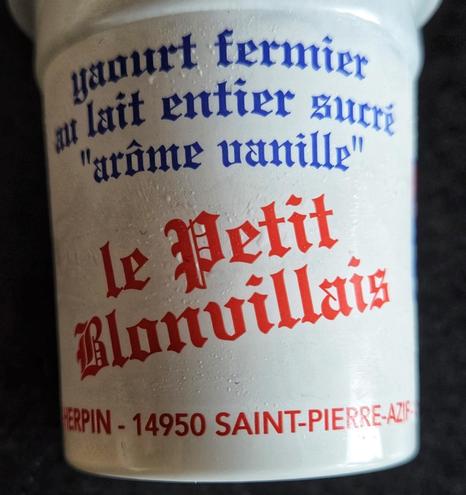 yaourt fermier
au lait entier sucré
"arôme vanille"
le Petit
Blonvillais
HERPIN - 14950 SAINT-PIERRE-AZIF-